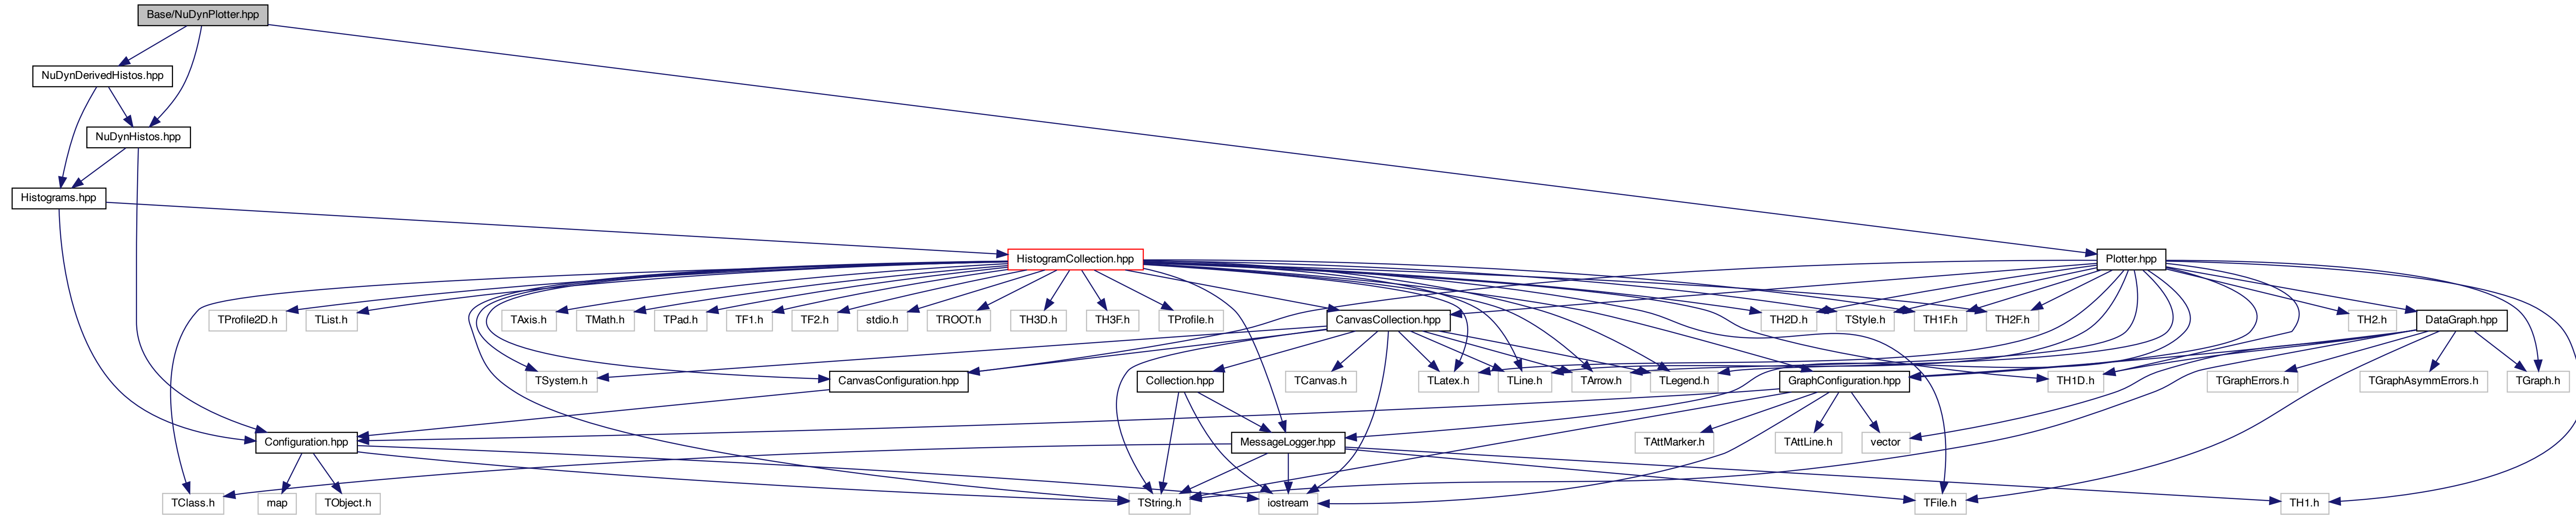 Base/NuDynPlotter.hpp
NuDynDerivedHistos.hpp
NuDynHistos.hpp
Histograms.hpp
HistogramCollection.hpp
Plotter.hpp
TProfile2D.h
TList.h
TAxis.h
TMath.h
TPad.h
TF1.h
TF2.h
stdio.h
TROOT.h
TH3D.h
TH3F.h
TProfile.h
CanvasCollection.hpp
TH2D.h
TStyle.h
TH1F.h
TH2F.h
TH2.h
DataGraph.hpp
TSystem.h
CanvasConfiguration.hpp
Collection.hpp
TCanvas.h
TLatex.h
TLine.h
TArrow.h
TLegend.h
GraphConfiguration.hpp
TH1D.h
TGraphErrors.h
TGraphAsymmErrors.h
TGraph.h
Configuration.hpp
MessageLogger.hpp
TAttMarker.h
TAttLine.h
vector
TClass.h
map
TObject.h
TString.h
iostream
TFile.h
TH1.h